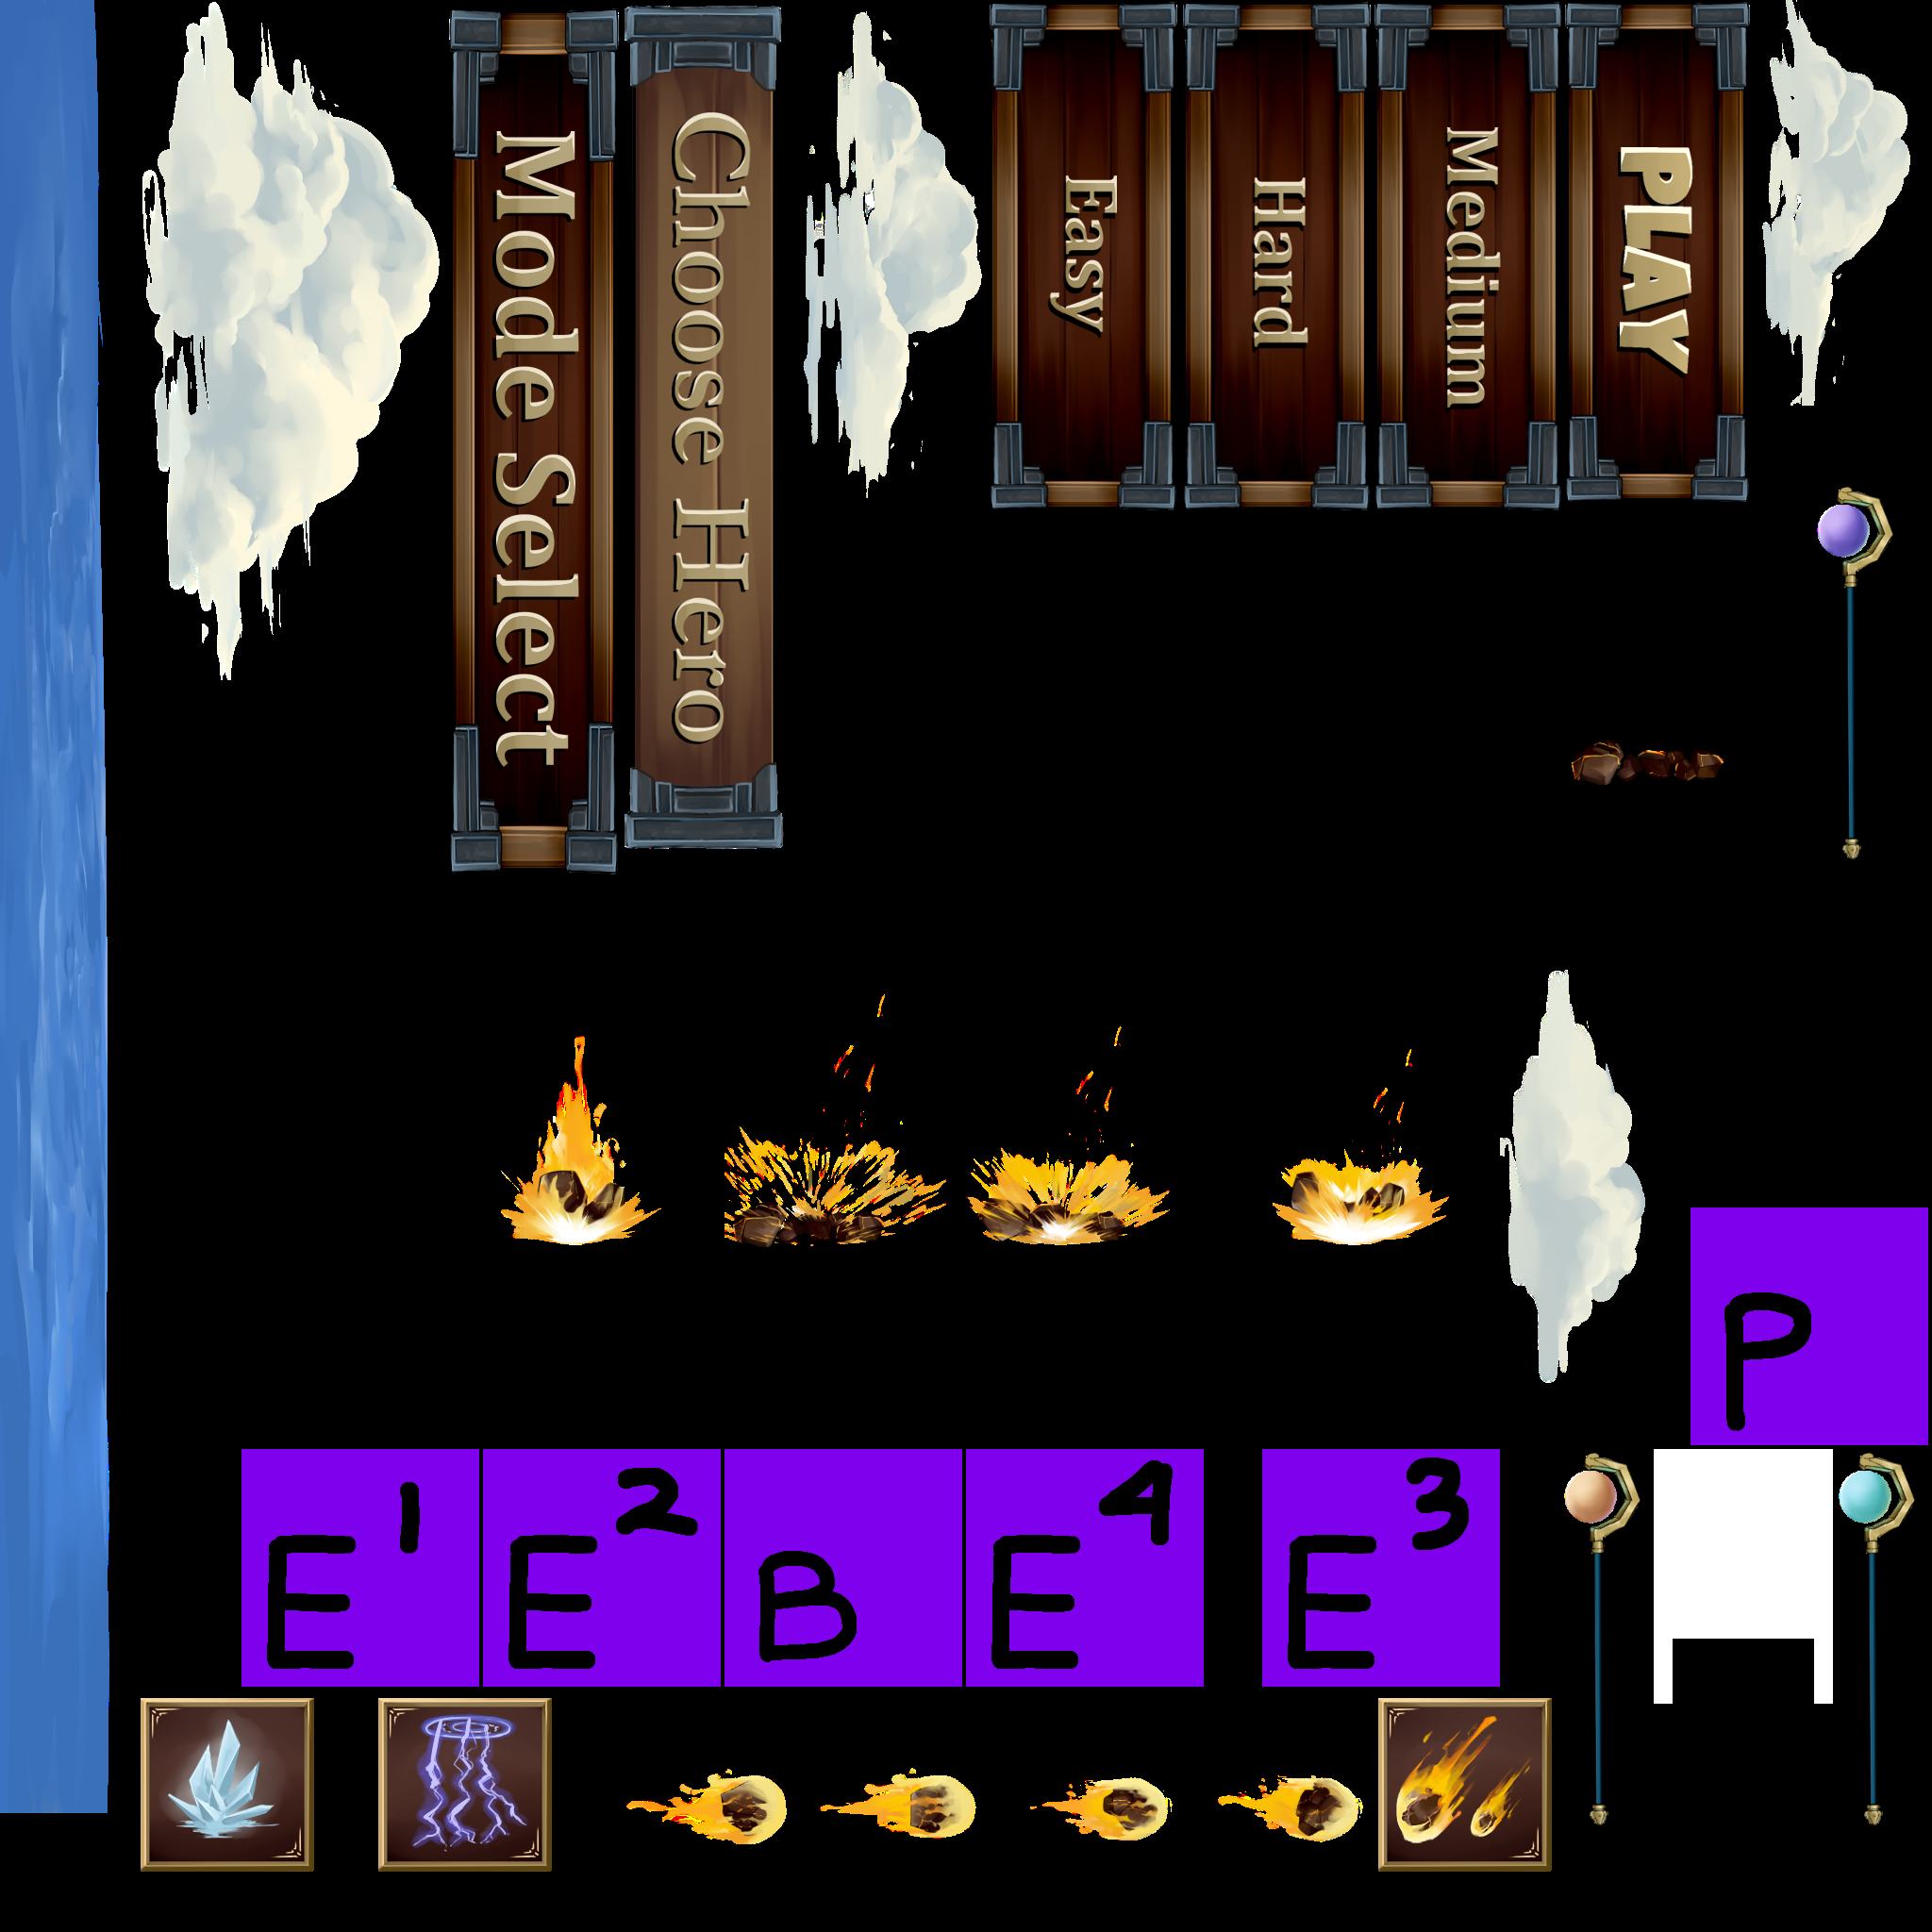 Mode Select
Choose Hero
Easy
Hard
Medium
PLAY
P
E1
E2
B
E4
E3